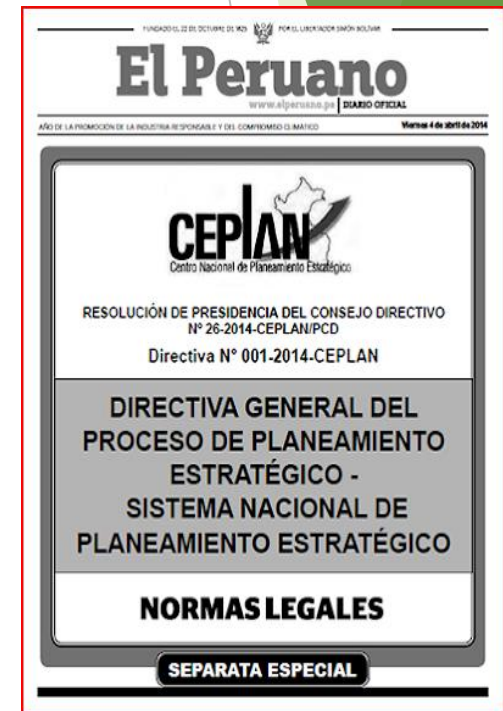 FUNDADO EL 22 DE OCTUBRE DE 1825 POR EL LIBERTADOR SIMÓN BOLÍVAR
El Peruano
www.elperuano.pe DIARIO OFICIAL
AÑO DE LA PROMOCIÓN DE LA INDUSTRIA RESPONSABLE Y DEL COMPROMISO CLIMÁTICO Viernes 4 de abril de 2014
CEPLAN
Centro Nacional de Planeamiento Estratégico
RESOLUCIÓN DE PRESIDENCIA DEL CONSEJO DIRECTIVO
N° 26-2014-CEPLAN/PCD
Directiva N° 001-2014-CEPLAN
DIRECTIVA GENERAL DEL
PROCESO DE PLANEAMIENTO
ESTRATÉGICO -
SISTEMA NACIONAL DE
PLANEAMIENTO ESTRATÉGICO
NORMAS LEGALES
SEPARATA ESPECIAL